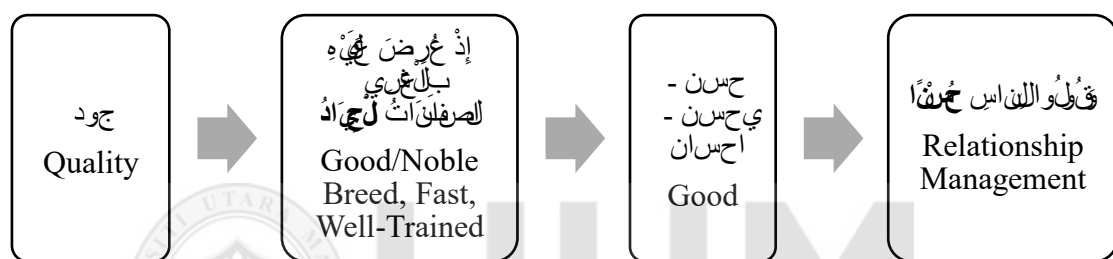 جود
Quality
إِذْ عُرِضَ عَلَيْهِ
بِالْعَشِيِّ
الصَّافِنَاتُ الْجِيَادُ
Good/Noble
Breed, Fast,
Well-Trained
حسن -
يحسن -
احسان
Good
وَقُولُوا لِلنَّاسِ حُسْنًا
Relationship
Management